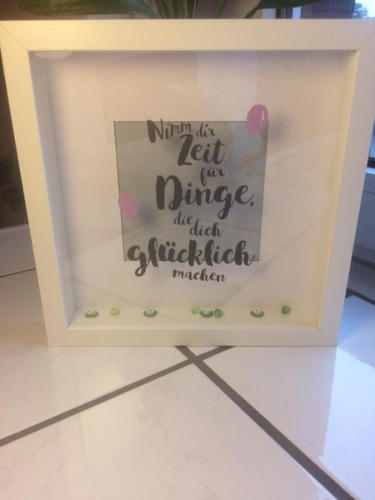 Nimm dir
Zeit
für
Dinge,
die dich
glücklich
machen